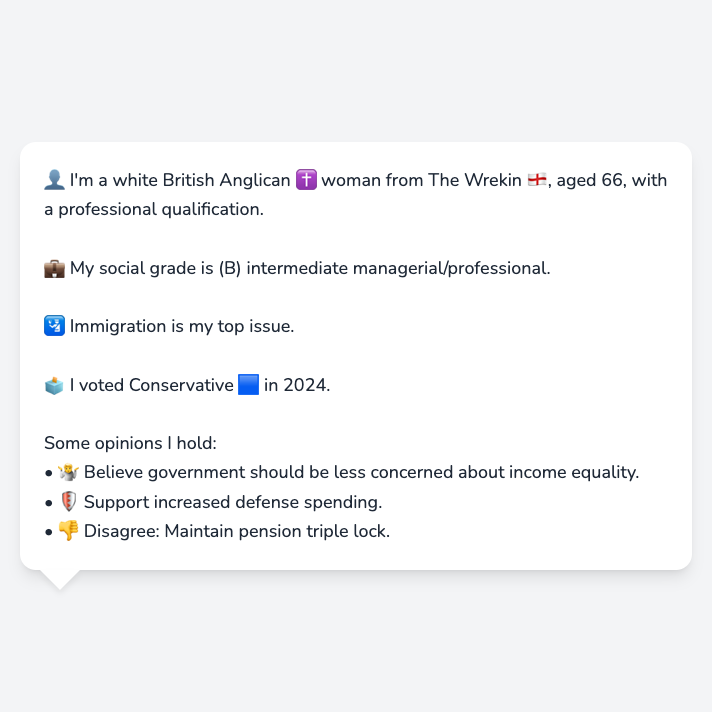 👤 I'm a white British Anglican ✝️ woman from The Wrekin 🏴󠁧󠁢󠁥󠁮󠁧󠁿, aged 66, with
a professional qualification.
💼 My social grade is (B) intermediate managerial/professional.
🛂 Immigration is my top issue.
🗳️ I voted Conservative 🟦 in 2024.
Some opinions I hold:
• 🤷 Believe government should be less concerned about income equality.
• 🛡️ Support increased defense spending.
• 👎 Disagree: Maintain pension triple lock.